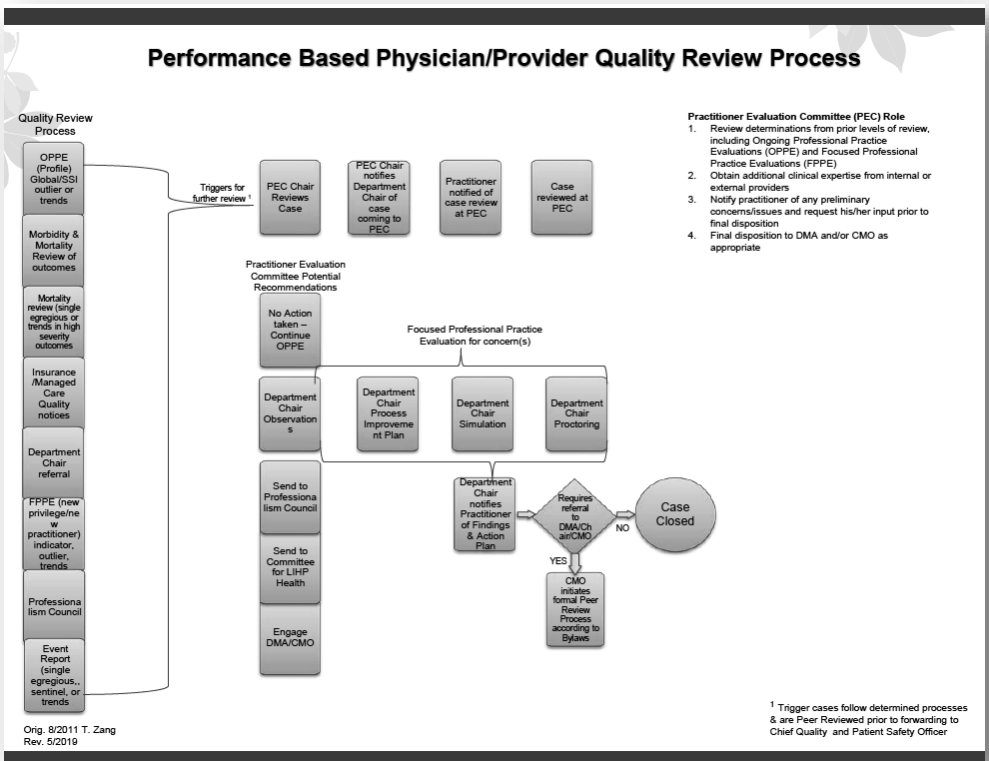 Performance Based Physician/Provider Quality Review Process
Quality Review
Process
OPPE
(Profile)
Global/SSI
outlier or
trends
Morbidity &
Mortality
Review of
outcomes
Mortality
review (single
egregious or
trends in high
severity
outcomes
Insurance
/Managed
Care
Quality
notices
Department
Chair
referral
FPPE (new
privilege/ne
w
practitioner)
indicator,
outlier,
trends
Professiona
lism Council
Event
Report
(single
egregious,,
sentinel, or
trends
Triggers for
further review 1
PEC Chair
Reviews
Case
PEC Chair
notifies
Department
Chair of
case
coming to
PEC
Practitioner
notified of
case review
at PEC
Case
reviewed at
PEC
Practitioner Evaluation Committee (PEC) Role
1. Review determinations from prior levels of review,
including Ongoing Professional Practice
Evaluations (OPPE) and Focused Professional
Practice Evaluations (FPPE)
2. Obtain additional clinical expertise from internal or
external providers
3. Notify practitioner of any preliminary
concerns/issues and request his/her input prior to
final disposition
4. Final disposition to DMA and/or CMO as
appropriate
Practitioner Evaluation
Committee Potential
Recommendations
No Action
taken –
Continue
OPPE
Focused Professional Practice
Evaluation for concern(s)
Department
Chair
Observation
s
Department
Chair
Process
Improveme
nt Plan
Department
Chair
Simulation
Department
Chair
Proctoring
Send to
Professiona
lism Council
Send to
Committee
for LIHP
Health
Engage
DMA/CMO
Department
Chair
notifies
Practitioner
of Findings
& Action
Plan
Requires
referral
to
DMA/Ch
air/CMO
NO
Case
Closed
YES
CMO
initiates
formal Peer
Review
Process
according to
Bylaws
Orig. 8/2011 T. Zang
Rev. 5/2019
1 Trigger cases follow determined processes
& are Peer Reviewed prior to forwarding to
Chief Quality and Patient Safety Officer